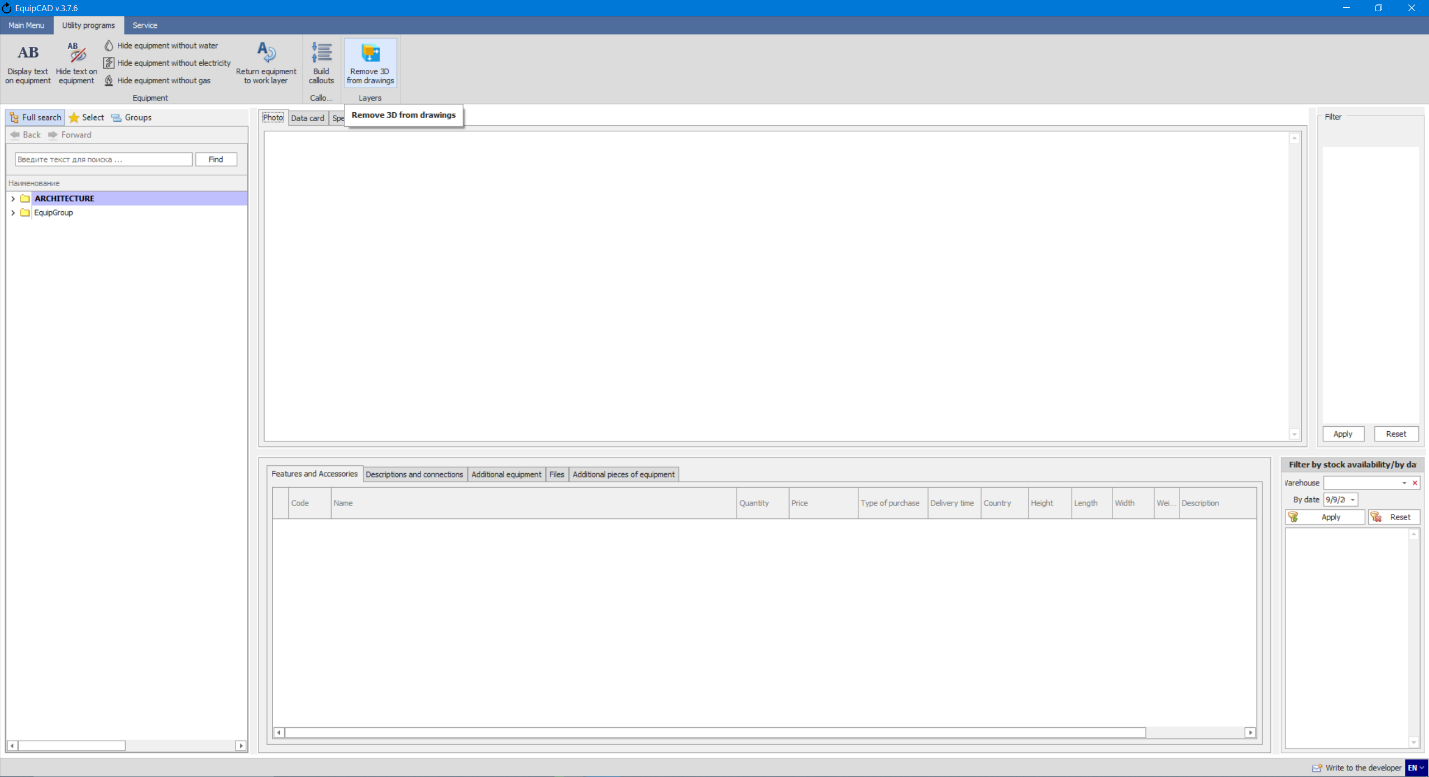 EquipCAD v.3.7.6
Main Menu Utility programs Service
AB
Display text
on equipment
AB
Hide text on
equipment
Hide equipment without water
Hide equipment without electricity
Hide equipment without gas
A
Return equipment
to work layer
Build
callouts
Remove 3D
from drawings
Equipment Callo... Layers
Remove 3D from drawings
Full search Select Groups
Back Forward
Введите текст для поиска ... Find
Наименование
ARCHITECTURE
EquipGroup
Photo Data card Spe
Filter
Apply Reset
Features and Accessories Descriptions and connections Additional equipment Files Additional pieces of equipment
Code Name Quantity Price Type of purchase Delivery time Country Height Length Width Wei... Description
Filter by stock availability/by da
Warehouse
By date 9/9/2
Apply Reset
Write to the developer EN